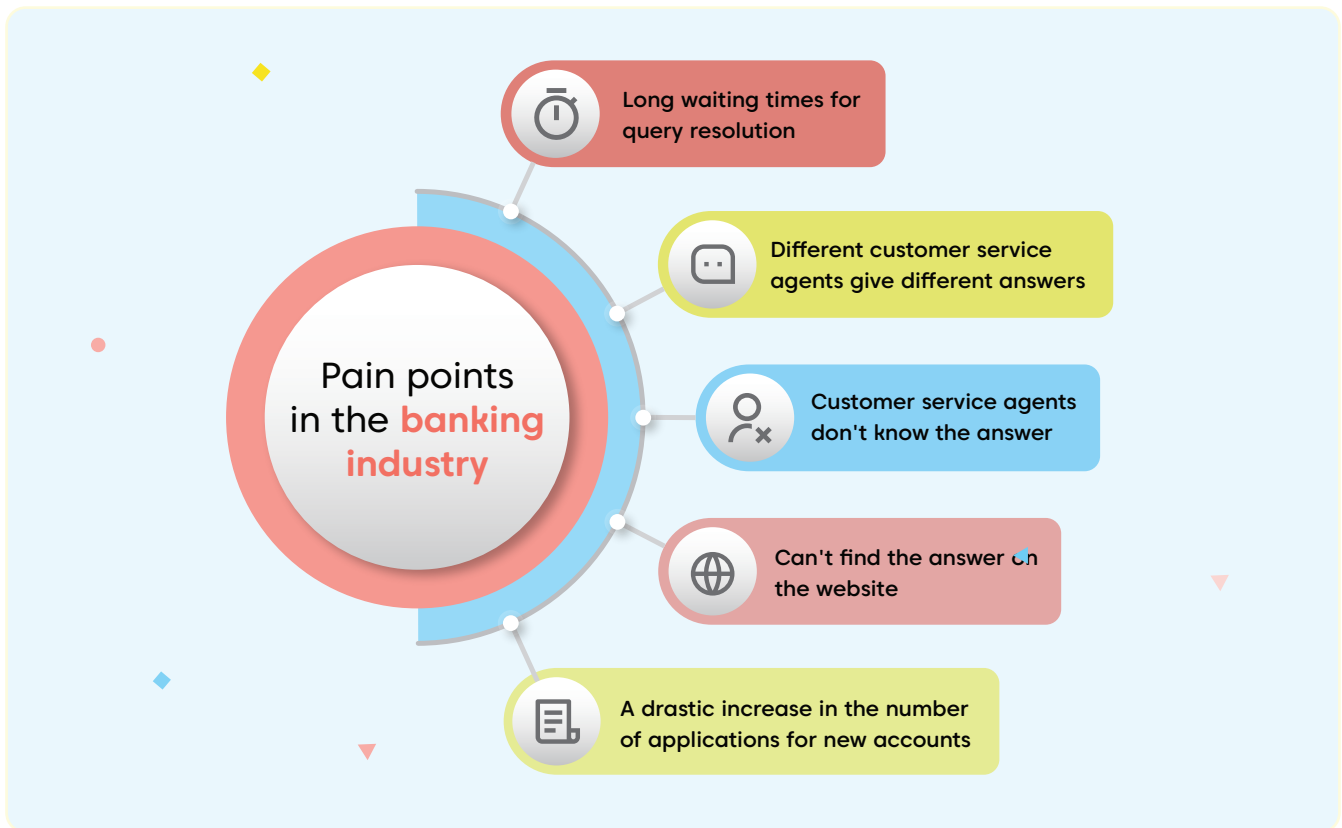 Long waiting times for
query resolution
Different customer service
agents give different answers
Pain points
in the banking
industry
Customer service agents
don't know the answer
Can't find the answer on
the website
A drastic increase in the number
of applications for new accounts